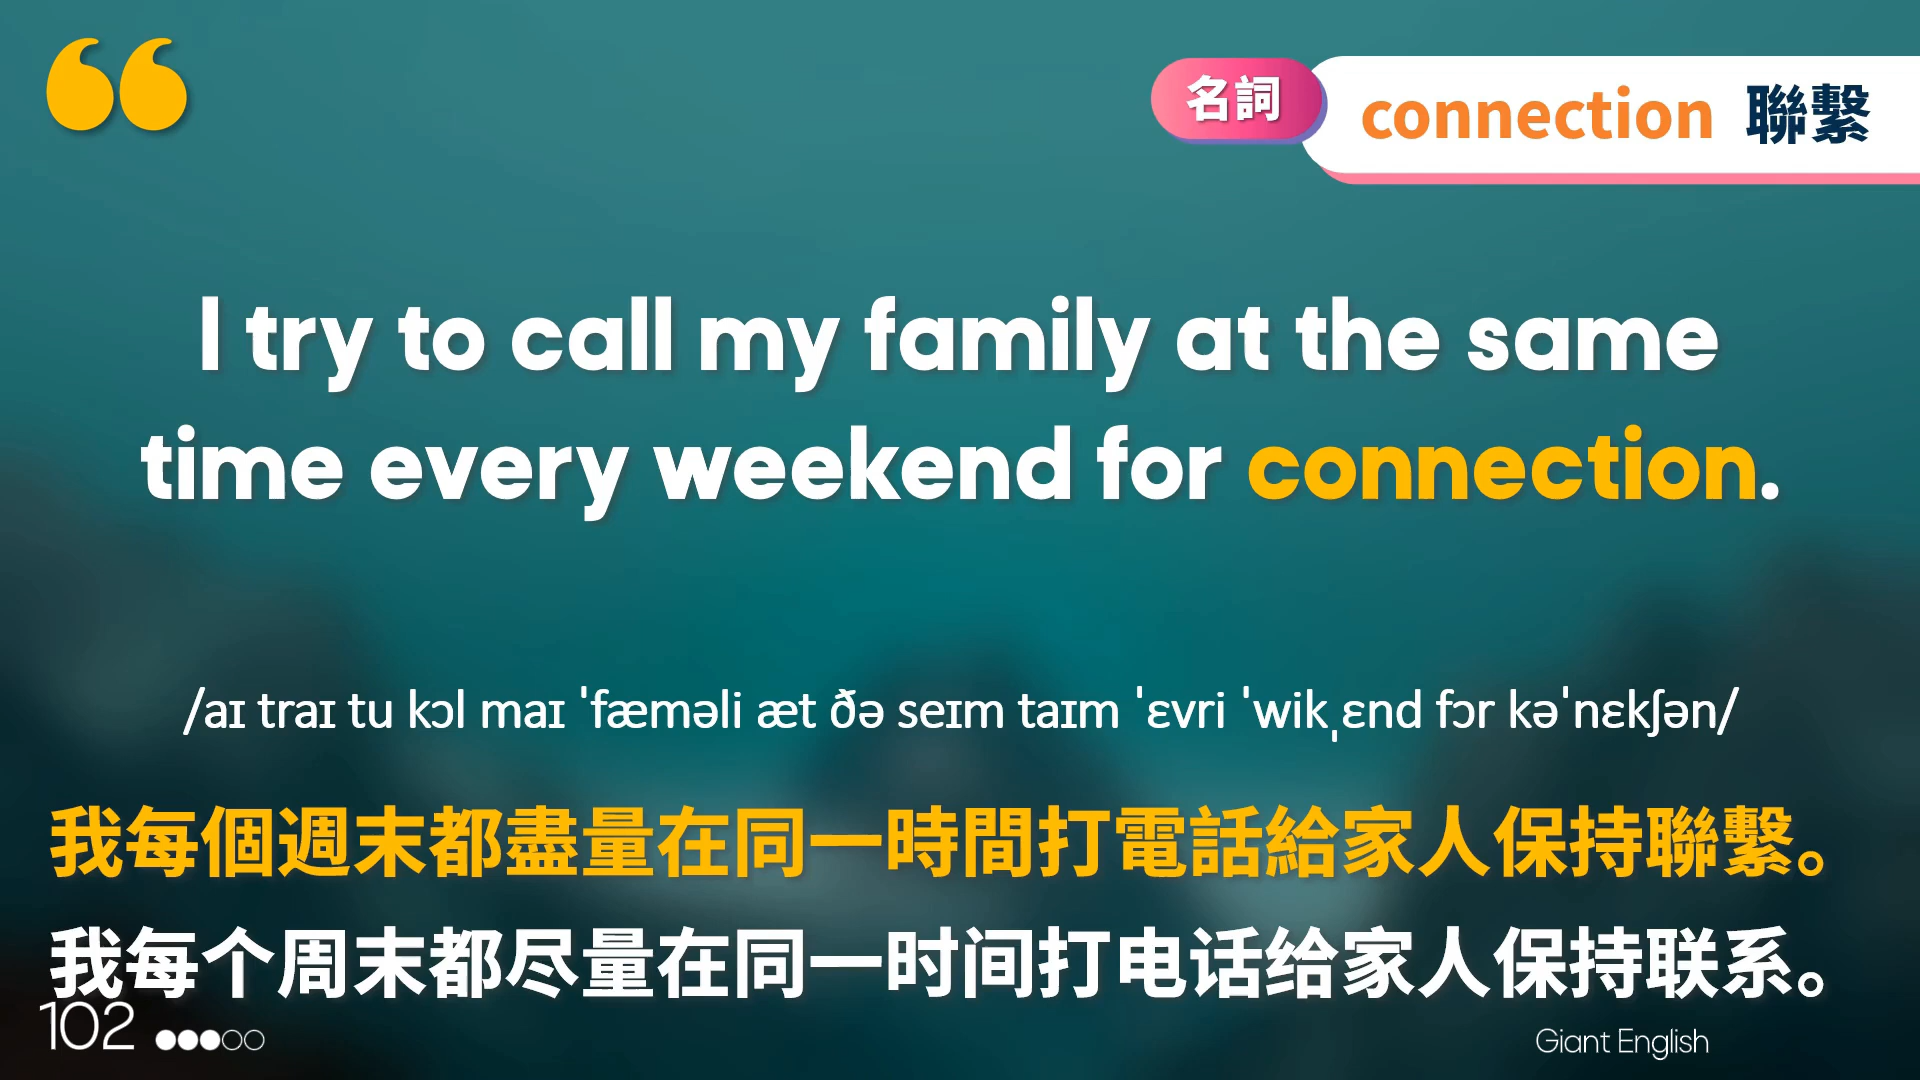 名詞 connection 聯繫
I try to call my family at the same
time every weekend for connection.
/aɪ traɪ tu kɔl maɪ ˈfæməli æt ðə seɪm taɪm ˈɛvri ˈwikˌɛnd fɔr kəˈnɛkʃən/
我每個週末都盡量在同一時間打電話給家人保持聯繫。
我每个周末都尽量在同一时间打电话给家人保持联系。
102
Giant English